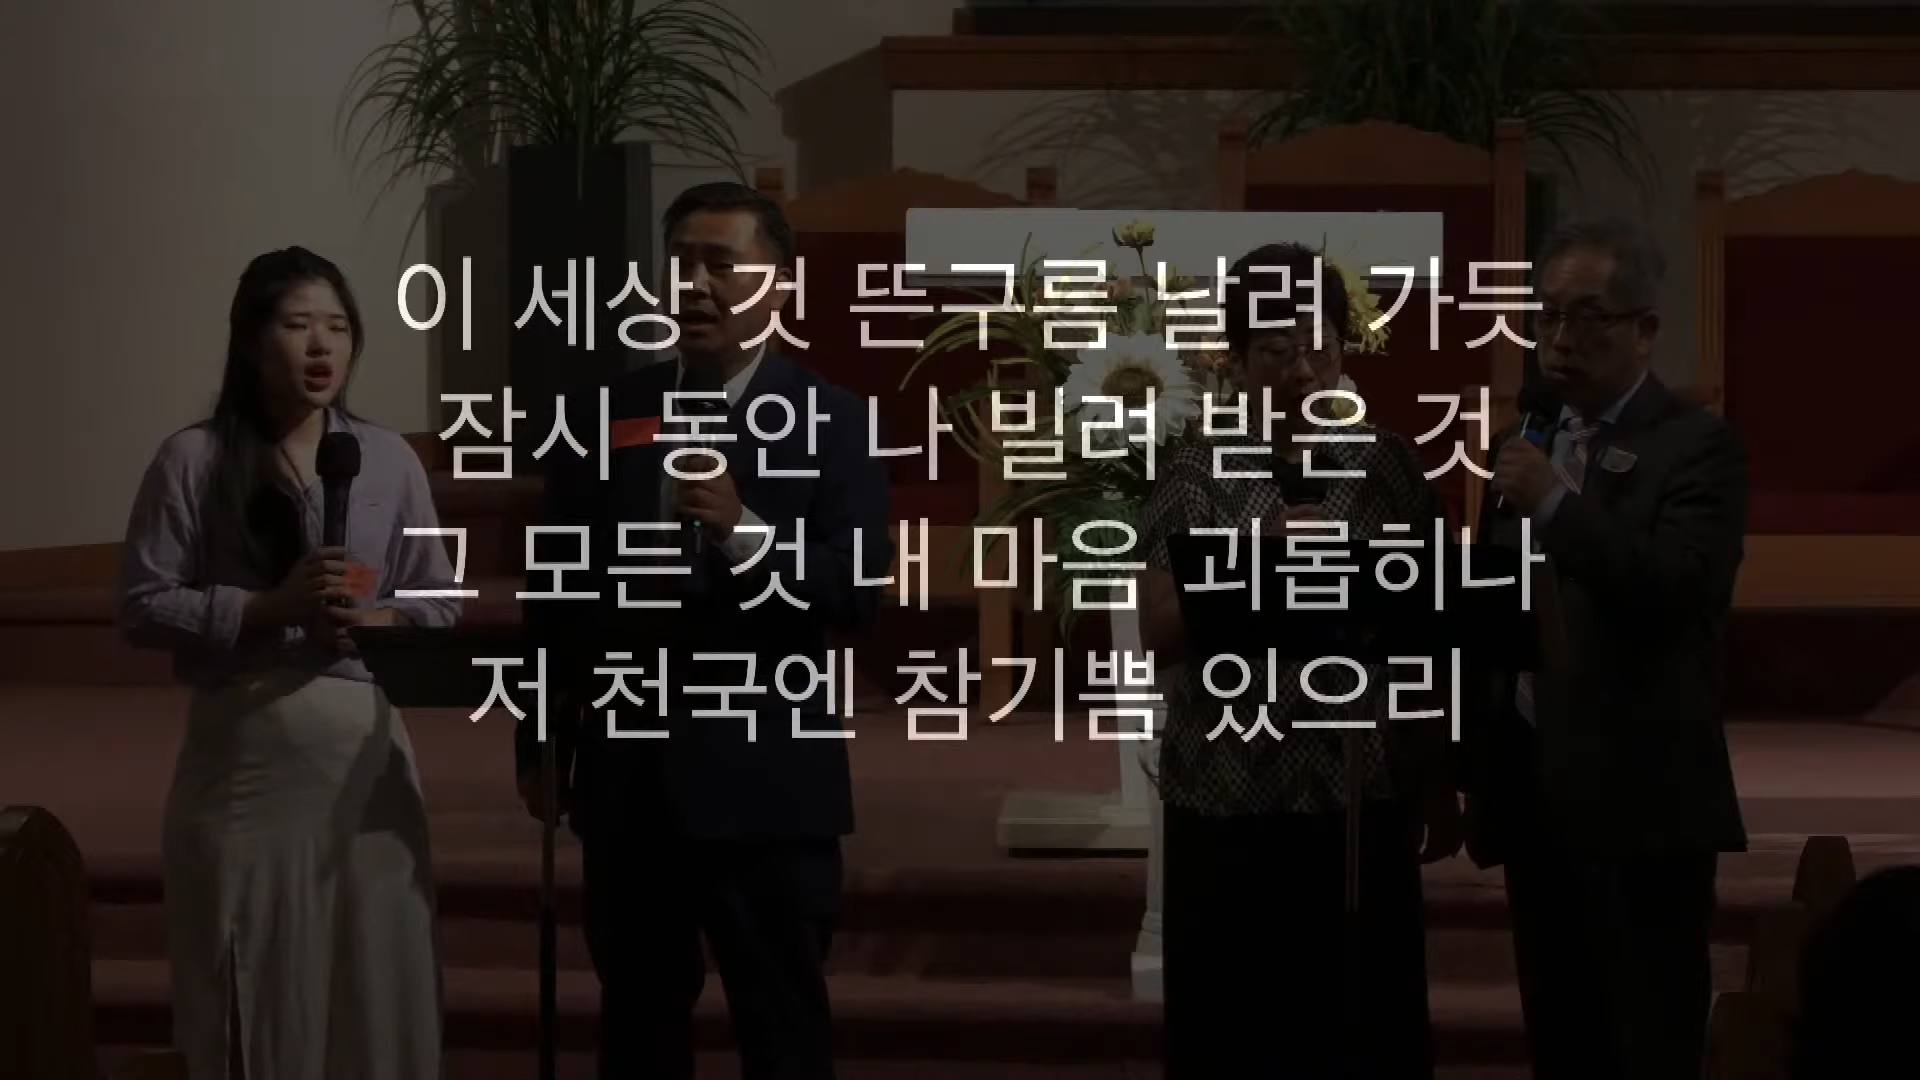 이 세상 것 뜬구름 날려 가듯
잠시 동안 나 빌려 받은 것
그 모든 것 내 마음 괴롭히나
저 천국엔 참기쁨 있으리